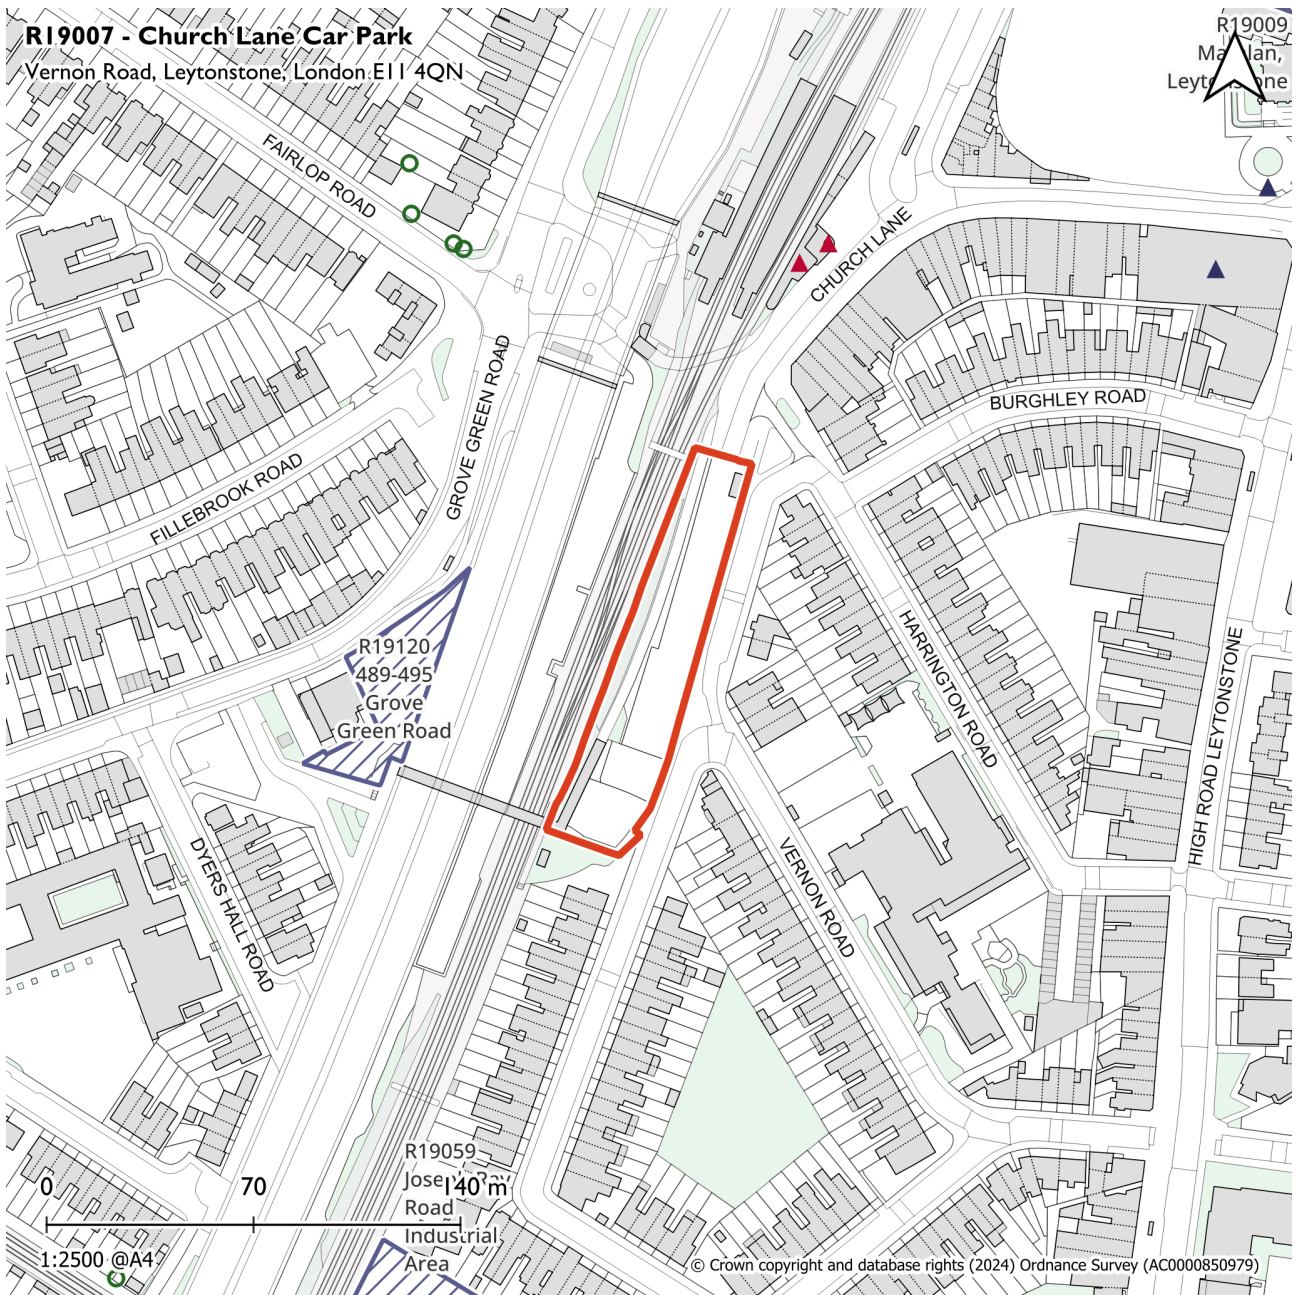 R19007 - Church Lane Car Park
Vernon Road, Leytonstone, London E11 4QN
R19009
FAIRLOP ROAD
CHURCH LANE
GROVE GREEN ROAD
BURGHLEY ROAD
FILLEBROOK ROAD
R19120
489-495
Grove
Green Road
HARRINGTON ROAD
HIGH ROAD LEYTONSTONE
DYERS HALL ROAD
VERNON ROAD
R19059
Joseph Ray
Road
Industrial
Area
0 70 140 m
1:2500 @A4
© Crown copyright and database rights (2024) Ordnance Survey (AC0000850979)